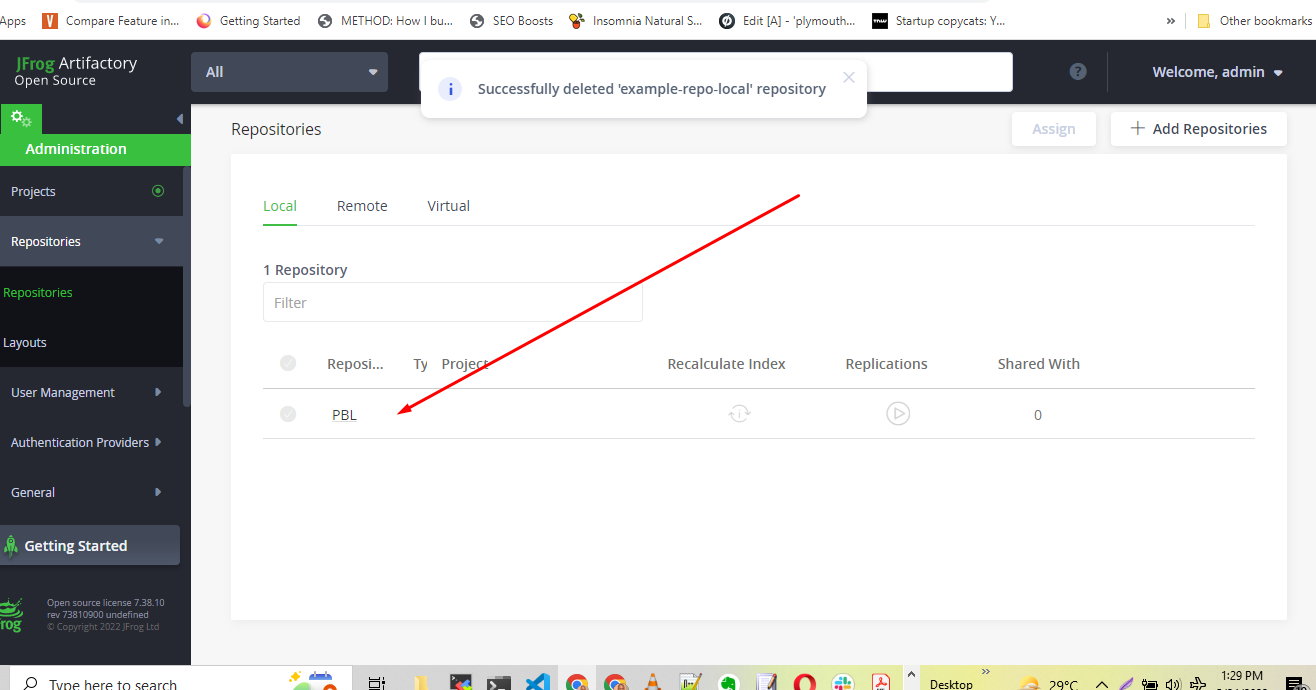 Apps
Compare Feature in...
Getting Started
METHOD: How I bu...
SEO Boosts
Insomnia Natural S...
Edit [A] - 'plymouth...
TNW
Startup copycats: Y...
»
Other bookmarks
JFrog Artifactory
Open Source
All
Successfully deleted 'example-repo-local' repository
?
Welcome, admin
Administration
Repositories
Assign
Add Repositories
Projects
Local
Remote
Virtual
Repositories
1 Repository
Filter
Repositories
Layouts
Reposi...
Ty
Project
Recalculate Index
Replications
Shared With
User Management
PBL
0
Authentication Providers
General
Getting Started
Open source license 7.38.10
rev 73810900 undefined
© Copyright 2022 JFrog Ltd
rog
Type here to search
Desktop
»
29°C
1:29 PM